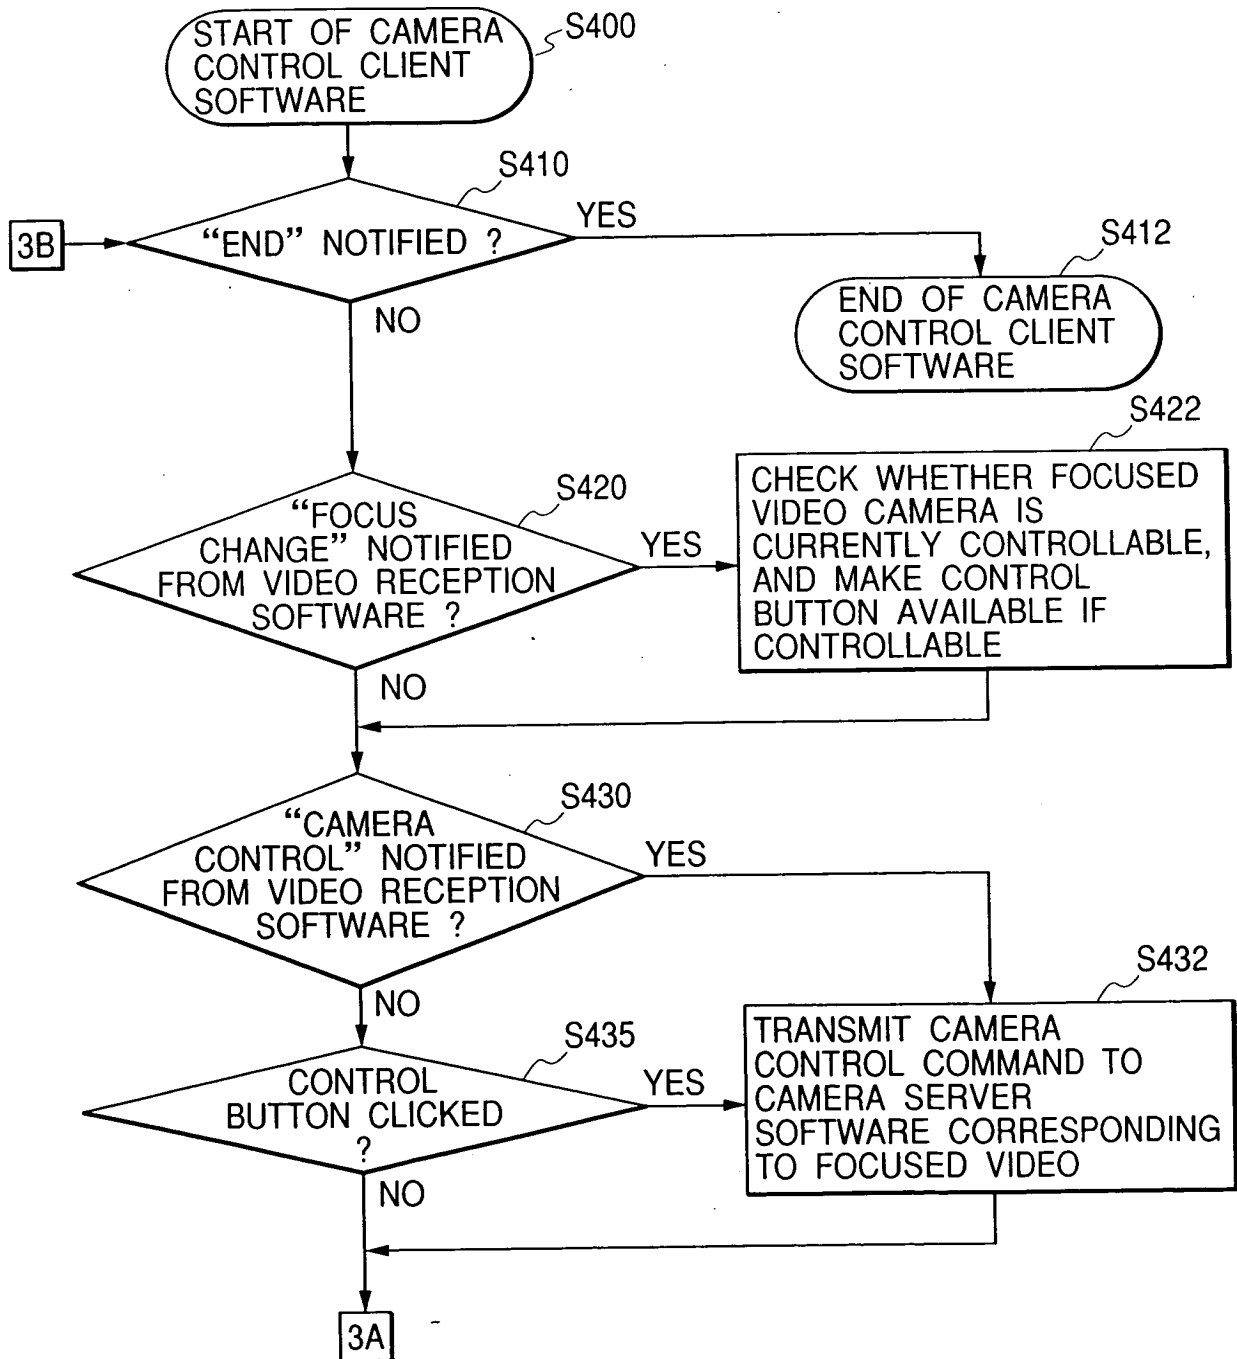 START OF CAMERA
CONTROL CLIENT
SOFTWARE
S400
S410
3B
“END” NOTIFIED ?
YES
NO
S412
END OF CAMERA
CONTROL CLIENT
SOFTWARE
S420
“FOCUS
CHANGE” NOTIFIED
FROM VIDEO RECEPTION
SOFTWARE ?
YES
NO
S422
CHECK WHETHER FOCUSED
VIDEO CAMERA IS
CURRENTLY CONTROLLABLE,
AND MAKE CONTROL
BUTTON AVAILABLE IF
CONTROLLABLE
S430
“CAMERA
CONTROL” NOTIFIED
FROM VIDEO RECEPTION
SOFTWARE ?
YES
NO
S432
TRANSMIT CAMERA
CONTROL COMMAND TO
CAMERA SERVER
SOFTWARE CORRESPONDING
TO FOCUSED VIDEO
S435
CONTROL
BUTTON CLICKED
?
YES
NO
3A